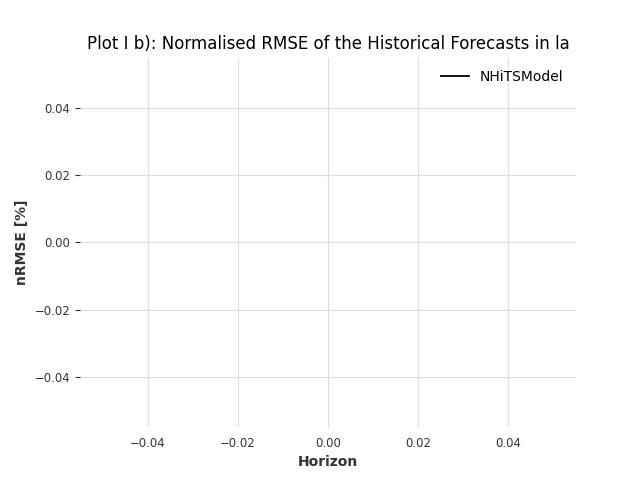 Plot I b): Normalised RMSE of the Historical Forecasts in la
NHiTSModel
0.04
0.02
0.00
−0.02
−0.04
nRMSE [%]
−0.04
−0.02
0.00
0.02
0.04
Horizon